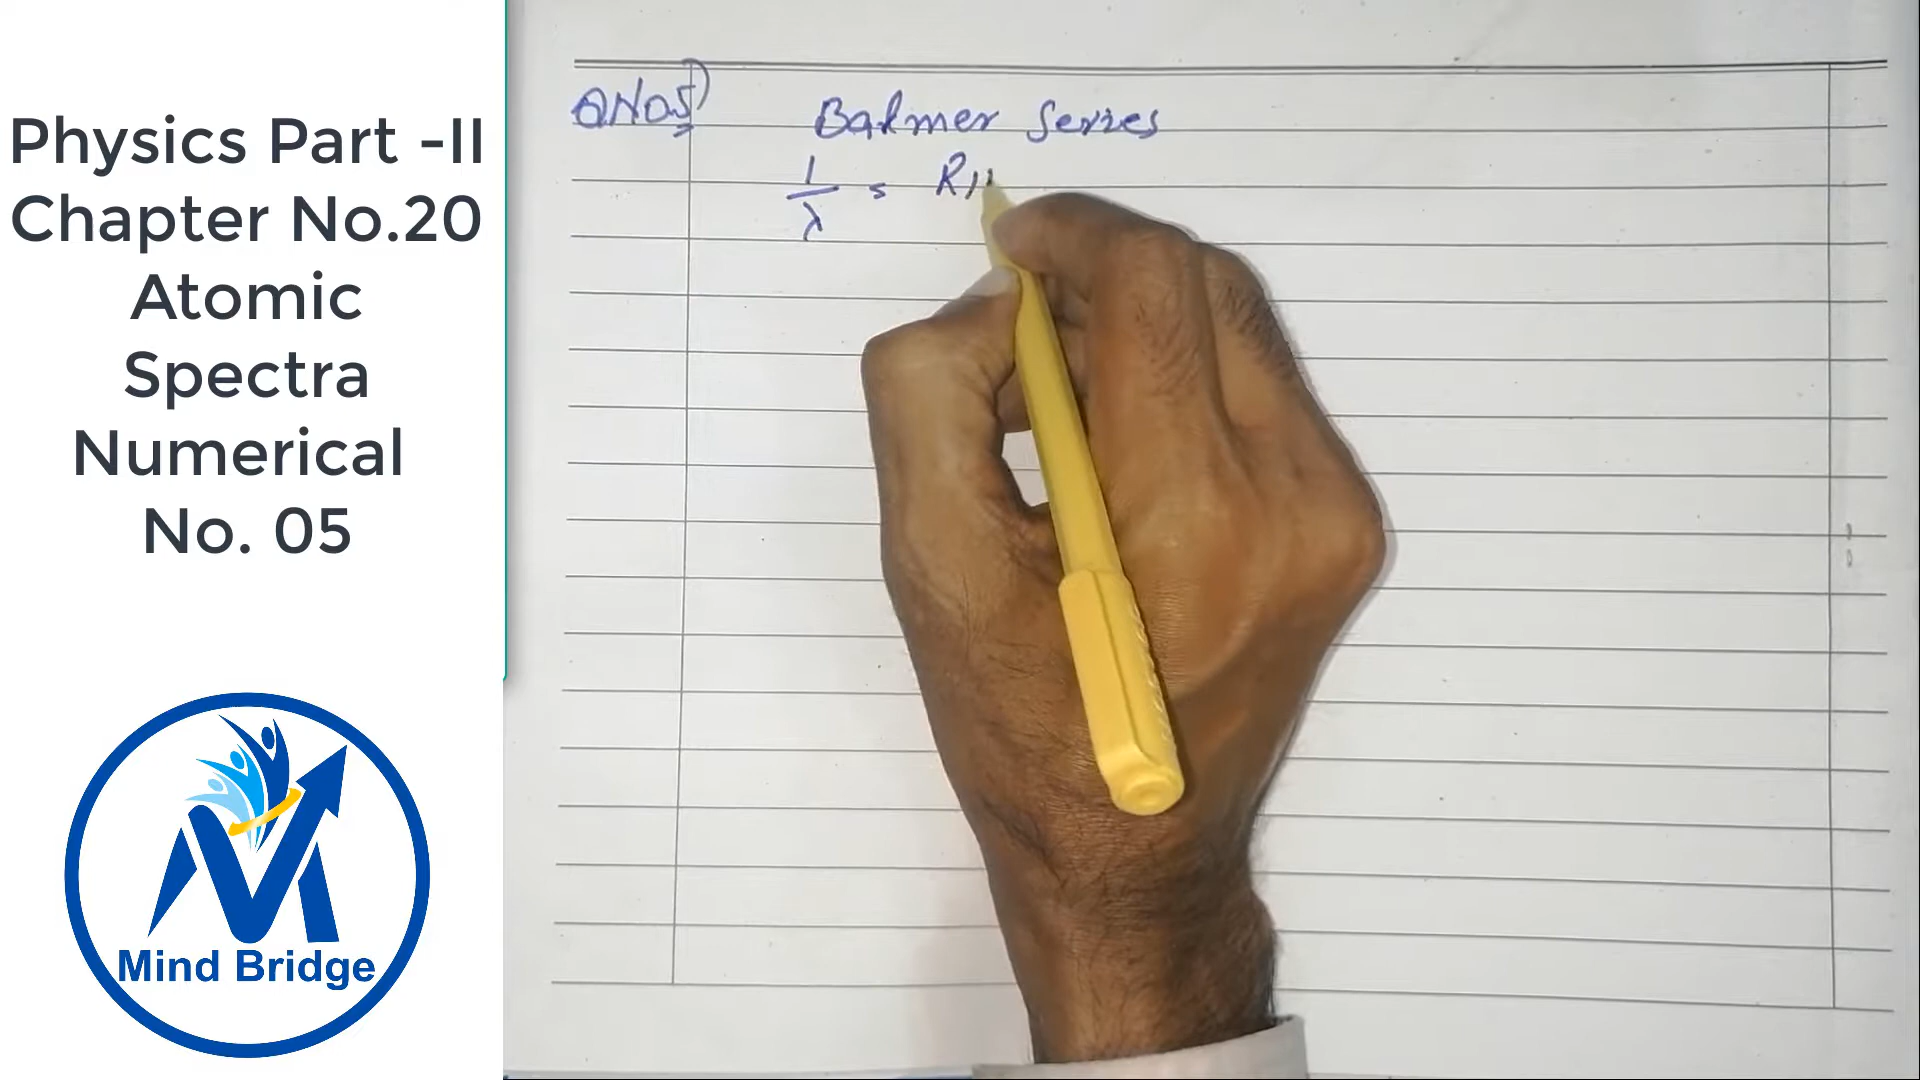 Physics Part -II
Chapter No.20
Atomic
Spectra
Numerical
No. 05
Mind Bridge
QNO5)
Balmer Series
1/λ = RH